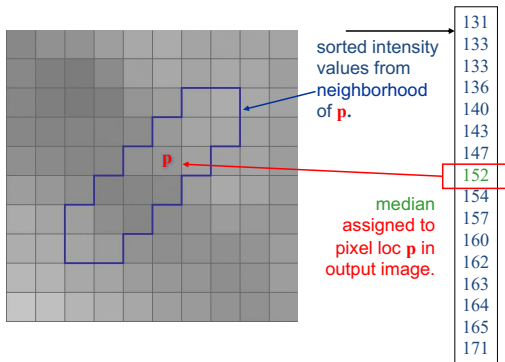 sorted intensity
values from
neighborhood
of p.
p
median
assigned to
pixel loc p in
output image.
131
133
133
136
140
143
147
152
154
157
160
162
163
164
165
171